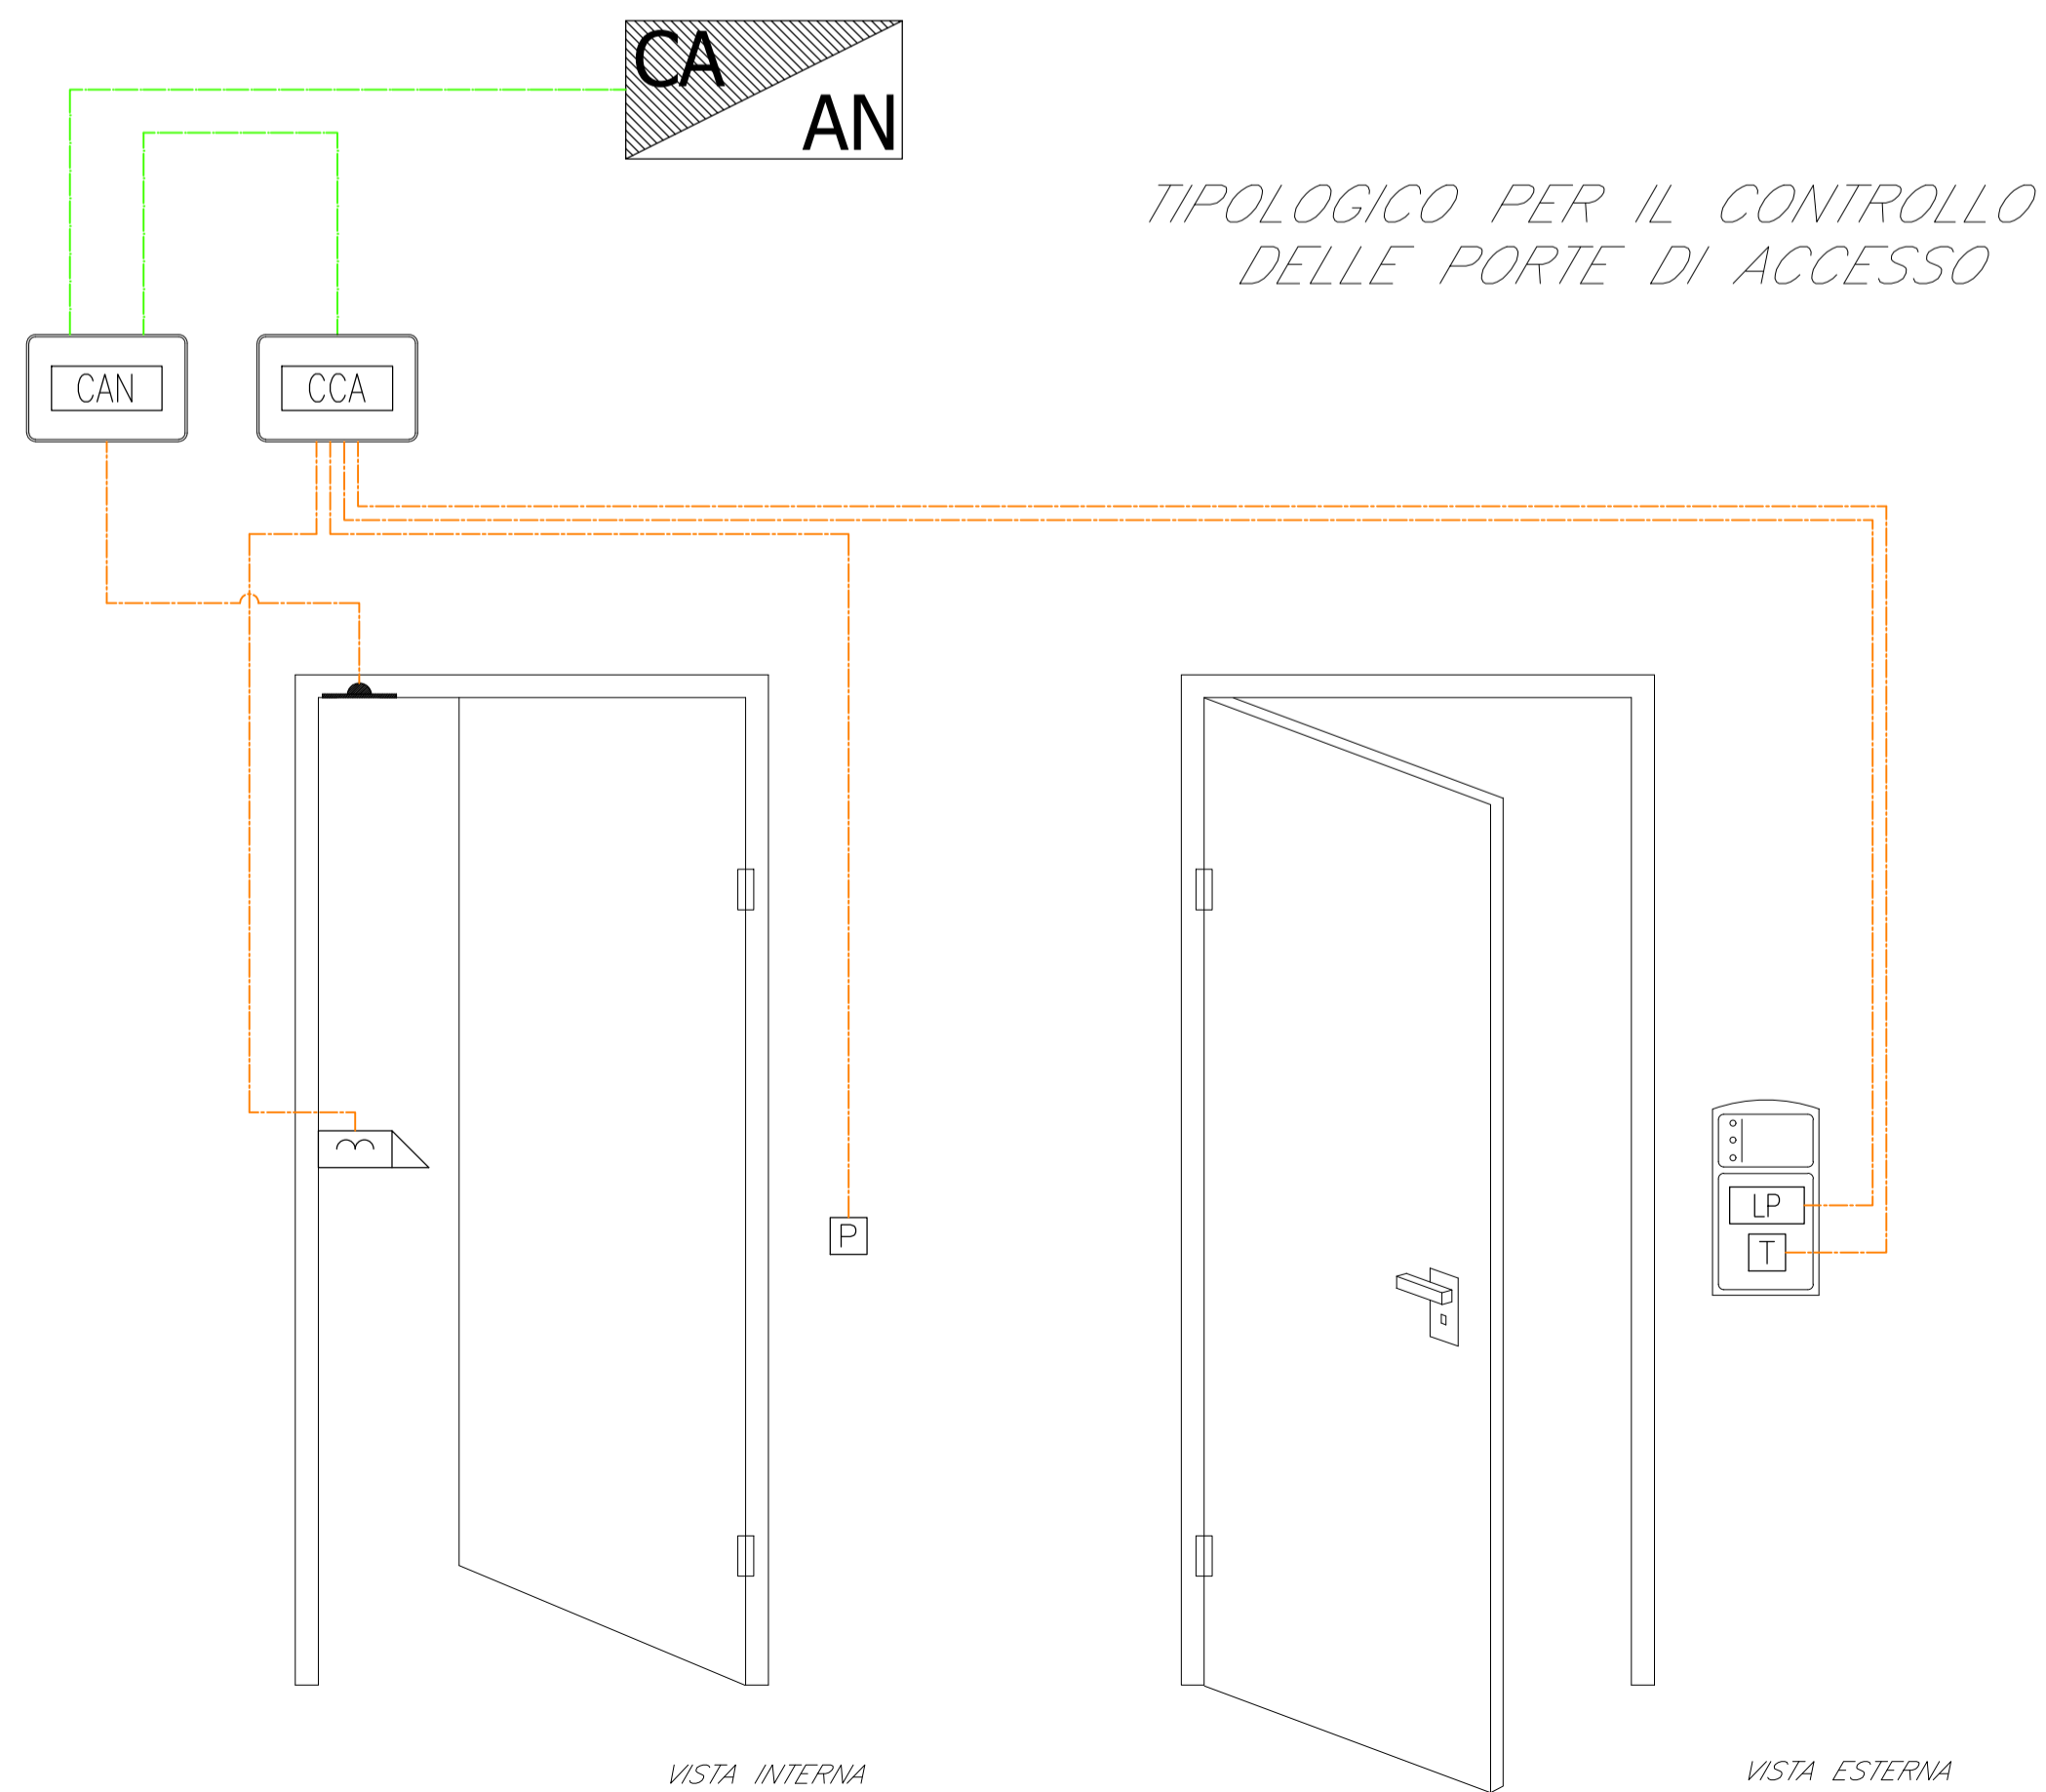 CA
AN
TIPOLOGICO PER IL CONTROLLO
DELLE PORTE DI ACCESSO
CAN
CCA
P
LP
T
VISTA INTERNA
VISTA ESTERNA